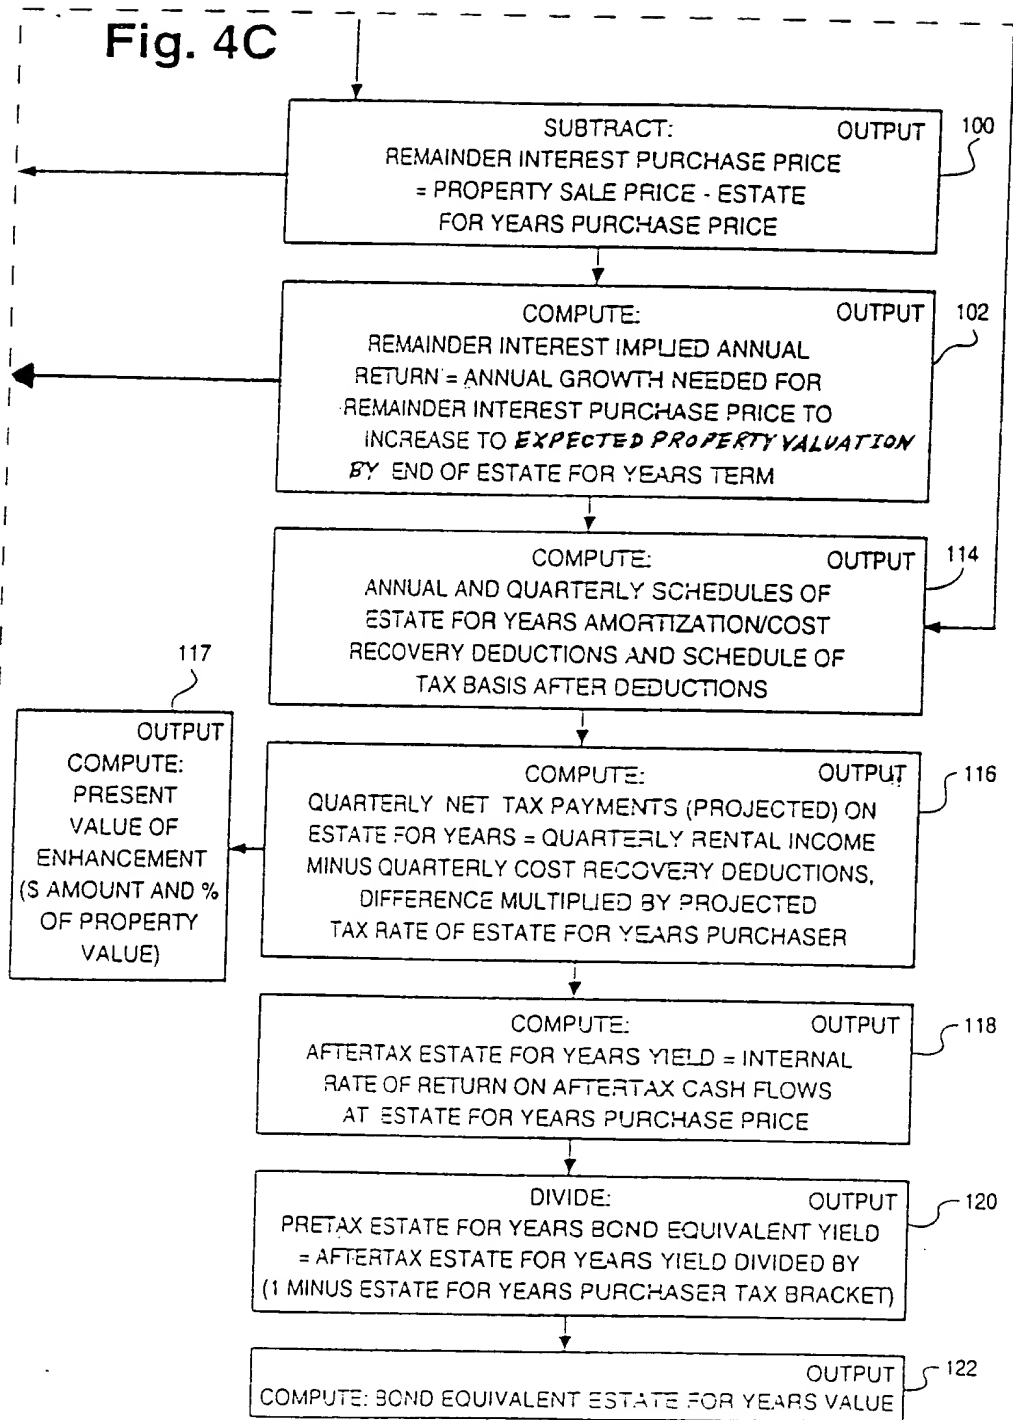 Fig. 4C
SUBTRACT: OUTPUT 100
REMAINDER INTEREST PURCHASE PRICE
= PROPERTY SALE PRICE - ESTATE
FOR YEARS PURCHASE PRICE
COMPUTE: OUTPUT 102
REMAINDER INTEREST IMPLIED ANNUAL
RETURN = ANNUAL GROWTH NEEDED FOR
REMAINDER INTEREST PURCHASE PRICE TO
INCREASE TO EXPECTED PROPERTY VALUATION
BY END OF ESTATE FOR YEARS TERM
COMPUTE: OUTPUT 114
ANNUAL AND QUARTERLY SCHEDULES OF
ESTATE FOR YEARS AMORTIZATION/COST
RECOVERY DEDUCTIONS AND SCHEDULE OF
TAX BASIS AFTER DEDUCTIONS
117
OUTPUT
COMPUTE:
PRESENT
VALUE OF
ENHANCEMENT
($ AMOUNT AND %
OF PROPERTY
VALUE)
COMPUTE: OUTPUT 116
QUARTERLY NET TAX PAYMENTS (PROJECTED) ON
ESTATE FOR YEARS = QUARTERLY RENTAL INCOME
MINUS QUARTERLY COST RECOVERY DEDUCTIONS,
DIFFERENCE MULTIPLIED BY PROJECTED
TAX RATE OF ESTATE FOR YEARS PURCHASER
COMPUTE: OUTPUT 118
AFTERTAX ESTATE FOR YEARS YIELD = INTERNAL
RATE OF RETURN ON AFTERTAX CASH FLOWS
AT ESTATE FOR YEARS PURCHASE PRICE
DIVIDE: OUTPUT 120
PRETAX ESTATE FOR YEARS BOND EQUIVALENT YIELD
= AFTERTAX ESTATE FOR YEARS YIELD DIVIDED BY
(1 MINUS ESTATE FOR YEARS PURCHASER TAX BRACKET)
OUTPUT 122
COMPUTE: BOND EQUIVALENT ESTATE FOR YEARS VALUE